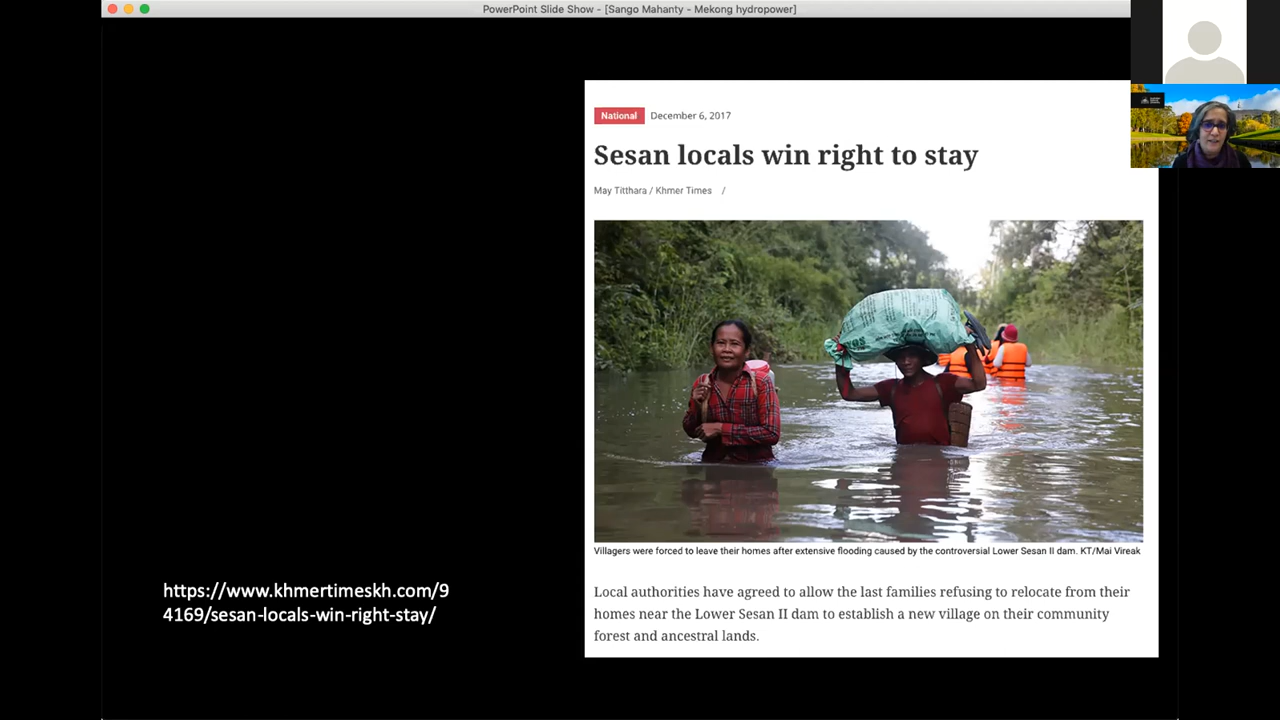 PowerPoint Slide Show - [Sango Mahanty - Mekong hydropower]
National December 6, 2017
Sesan locals win right to stay
May Titthara / Khmer Times /
Villagers were forced to leave their homes after extensive flooding caused by the controversial Lower Sesan II dam. KT/Mai Vireak
Local authorities have agreed to allow the last families refusing to relocate from their
homes near the Lower Sesan II dam to establish a new village on their community
forest and ancestral lands.
https://www.khmertimeskh.com/9
4169/sesan-locals-win-right-stay/